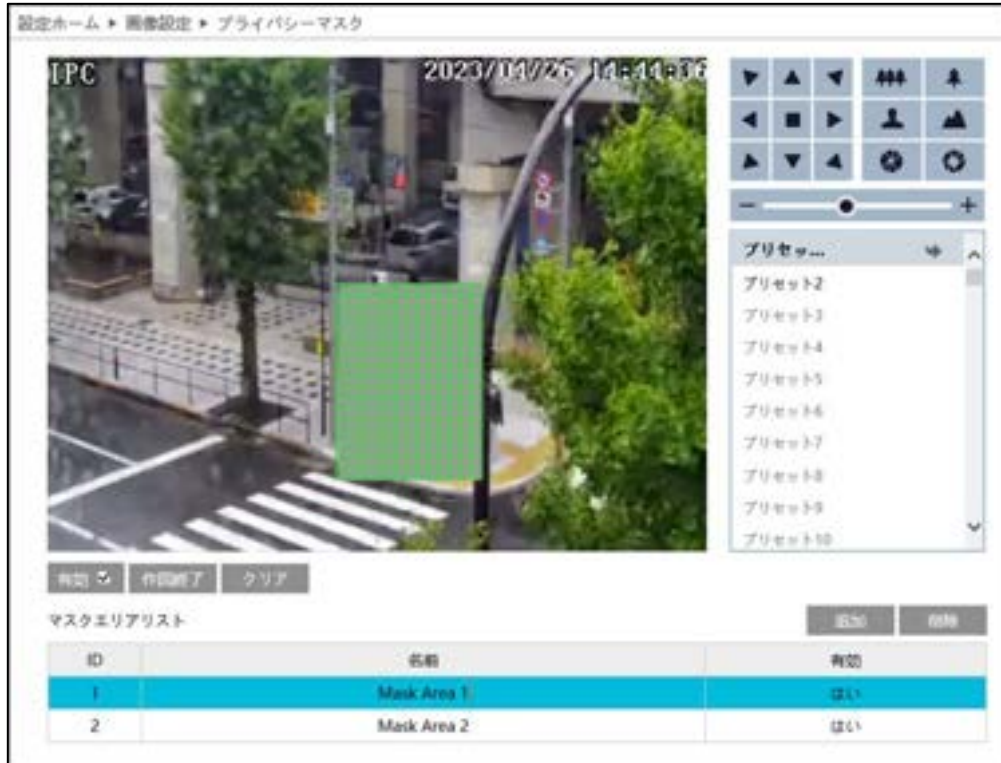 設定ホーム ▸ 画像設定 ▸ プライバシーマスク
IPC
2023/04/26 14:44:36
プリセッ...
プリセット2
プリセット3
プリセット4
プリセット5
プリセット6
プリセット7
プリセット8
プリセット9
プリセット10
有効 作図終了 クリア
マスクエリアリスト
追加 削除
ID 名前 有効
1 Mask Area 1 はい
2 Mask Area 2 はい